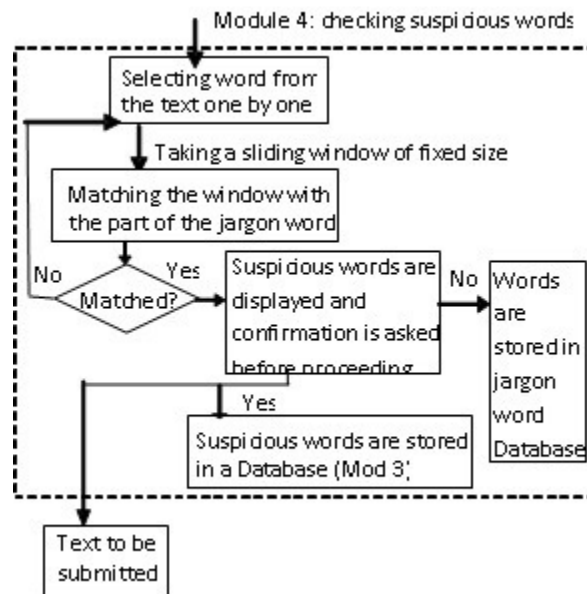 Module 4: checking suspicious words
Selecting word from
the text one by one
Taking a sliding window of fixed size
Matching the window with
the part of the jargon word
No
Yes
Matched?
Suspicious words are
displayed and
confirmation is asked
before proceeding
No
Words
are
stored in
jargon
word
Database
Yes
Suspicious words are stored
in a Database (Mod 3)
Text to be
submitted